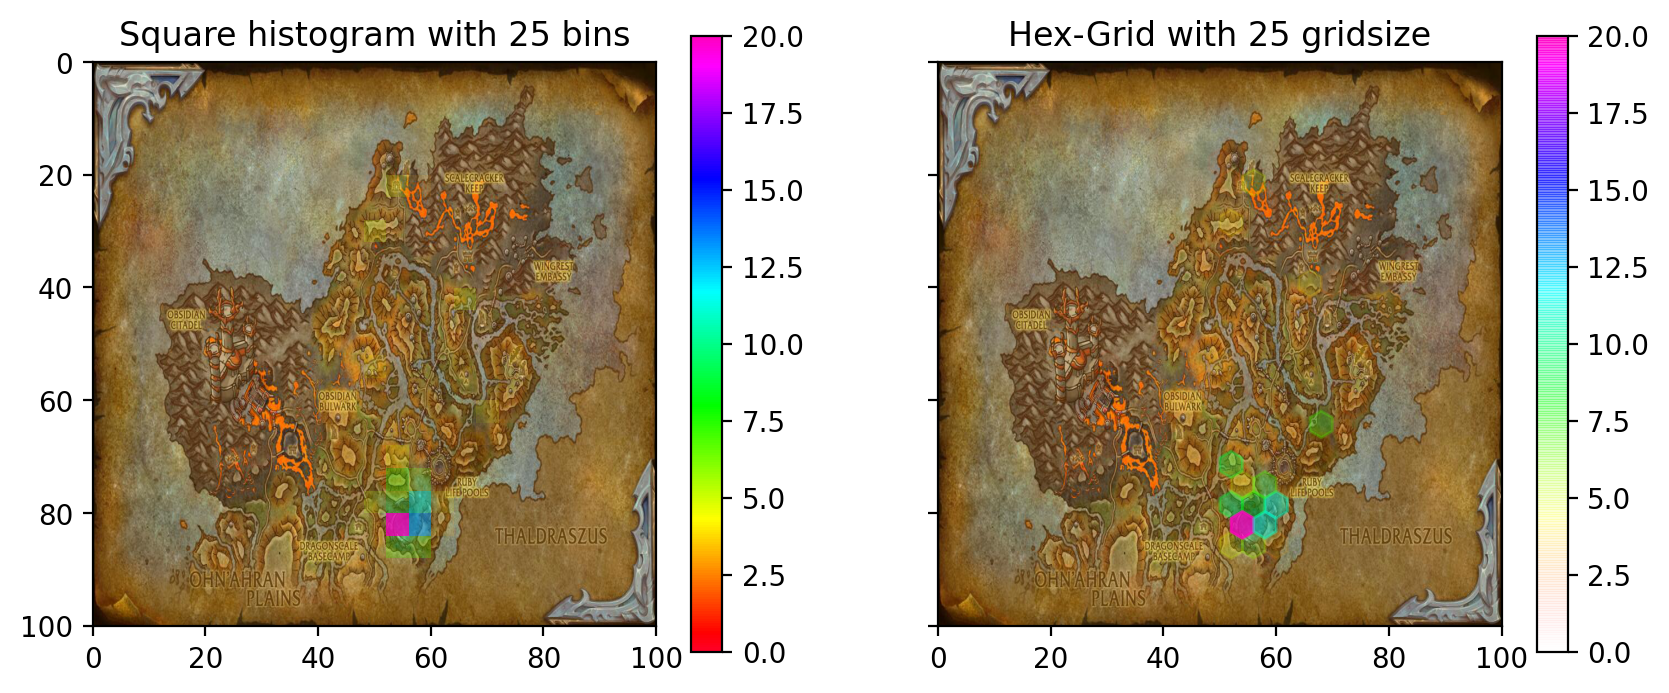 Square histogram with 25 bins
0
20
40
60
80
100
0
20
40
60
80
100
SCALECRACKER
KEEP
WINGREST
EMBASSY
OBSIDIAN
CITADEL
OBSIDIAN
BULWARK
RUBY
LIFE POOLS
THALDRASZUS
DRAGONSCALE
BASECAMP
OHN'AHRAN
PLAINS
20.0
17.5
15.0
12.5
10.0
7.5
5.0
2.5
0.0
Hex-Grid with 25 gridsize
SCALECRACKER
KEEP
WINGREST
EMBASSY
OBSIDIAN
CITADEL
OBSIDIAN
BULWARK
RUBY
LIFE POOLS
THALDRASZUS
DRAGONSCALE
BASECAMP
OHN'AHRAN
PLAINS
0
20
40
60
80
100
20.0
17.5
15.0
12.5
10.0
7.5
5.0
2.5
0.0